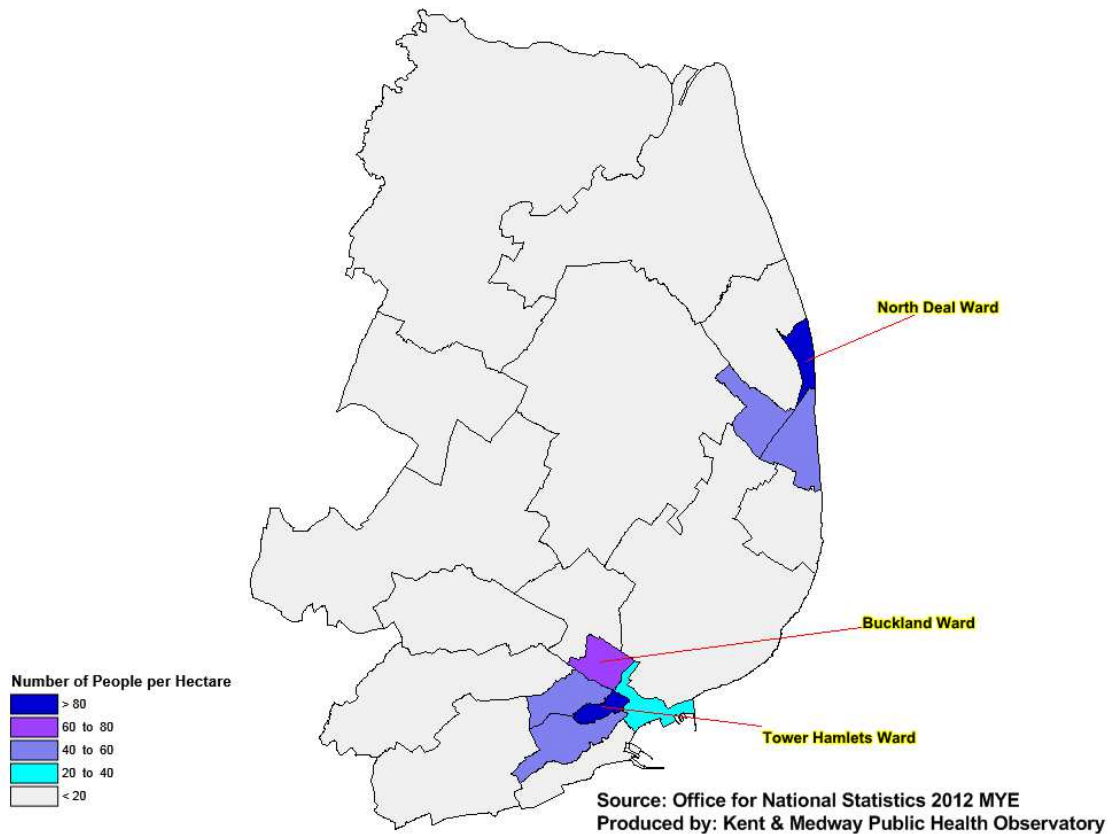 North Deal Ward
Buckland Ward
Number of People per Hectare
> 80
60 to 80
40 to 60
20 to 40
< 20
Tower Hamlets Ward
Source: Office for National Statistics 2012 MYE
Produced by: Kent & Medway Public Health Observatory